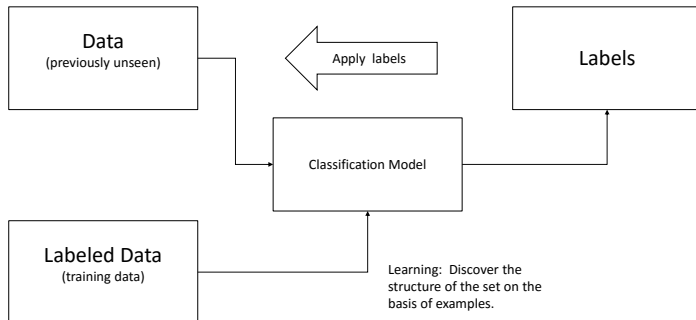 Data
(previously unseen)
Apply labels
Labels
Classification Model
Labeled Data
(training data)
Learning: Discover the
structure of the set on the
basis of examples.